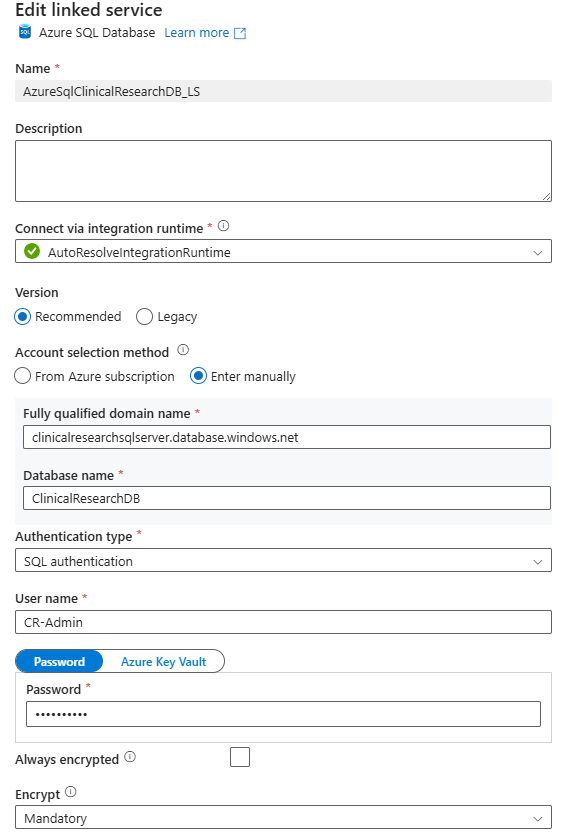 Edit linked service
SQL Azure SQL Database Learn more
Name *
AzureSqlClinicalResearchDB_LS
Description
Connect via integration runtime *
AutoResolveIntegrationRuntime
Version
Recommended Legacy
Account selection method
From Azure subscription Enter manually
Fully qualified domain name *
clinicalresearchsqlserver.database.windows.net
Database name *
ClinicalResearchDB
Authentication type *
SQL authentication
User name *
CR-Admin
Password Azure Key Vault
Password *
••••••••••
Always encrypted
Encrypt
Mandatory